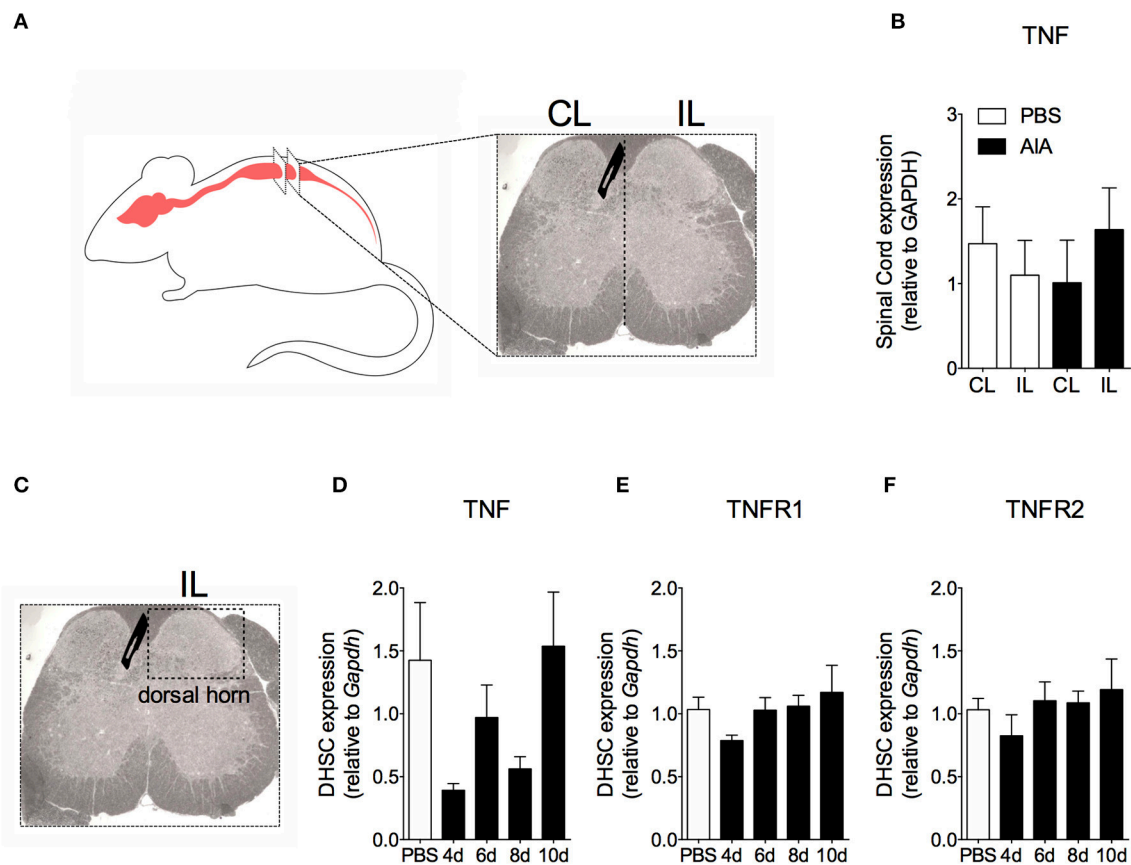 A
CL IL
B
TNF
PBS
AIA
Spinal Cord expression
(relative to GAPDH)
3
2
1
0
CL IL CL IL
C
IL
dorsal horn
D
TNF
DHSC expression
(relative to Gapdh)
2.0
1.5
1.0
0.5
0.0
PBS 4d 6d 8d 10d
E
TNFR1
DHSC expression
(relative to Gapdh)
2.0
1.5
1.0
0.5
0.0
PBS 4d 6d 8d 10d
F
TNFR2
DHSC expression
(relative to Gapdh)
2.0
1.5
1.0
0.5
0.0
PBS 4d 6d 8d 10d